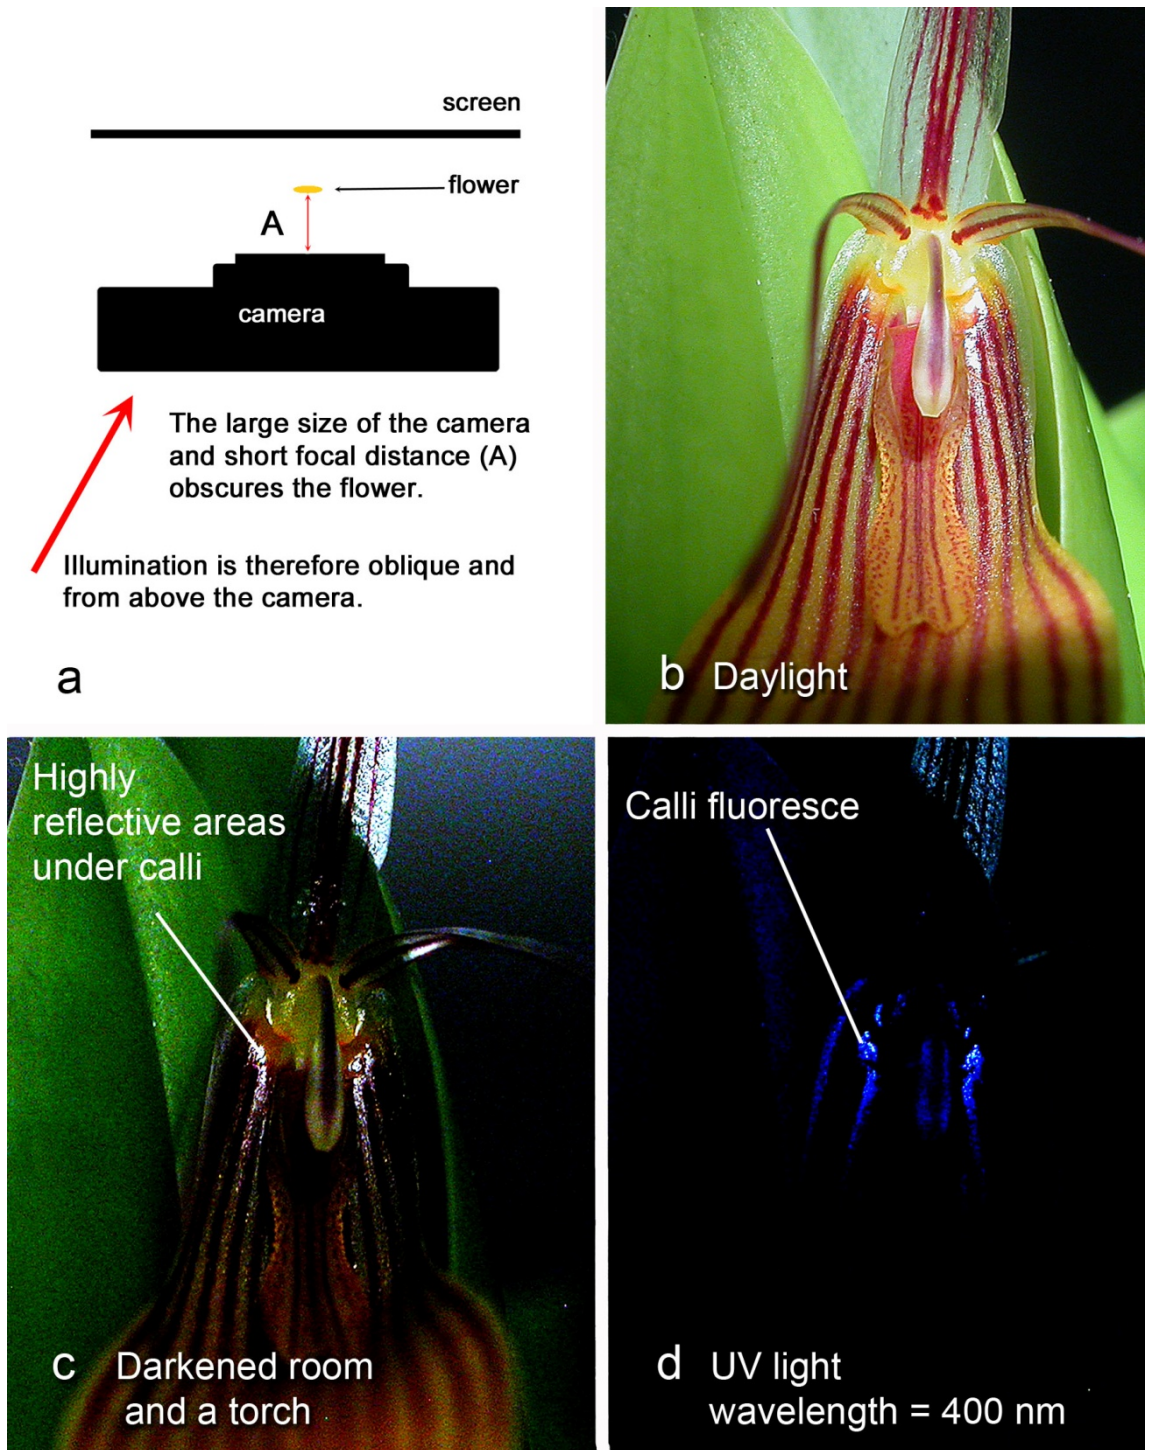 screen
flower
A
camera
The large size of the camera
and short focal distance (A)
obscures the flower.
Illumination is therefore oblique and
from above the camera.
a
b Daylight
Highly
reflective areas
under calli
c Darkened room
and a torch
Calli fluoresce
d UV light
wavelength = 400 nm